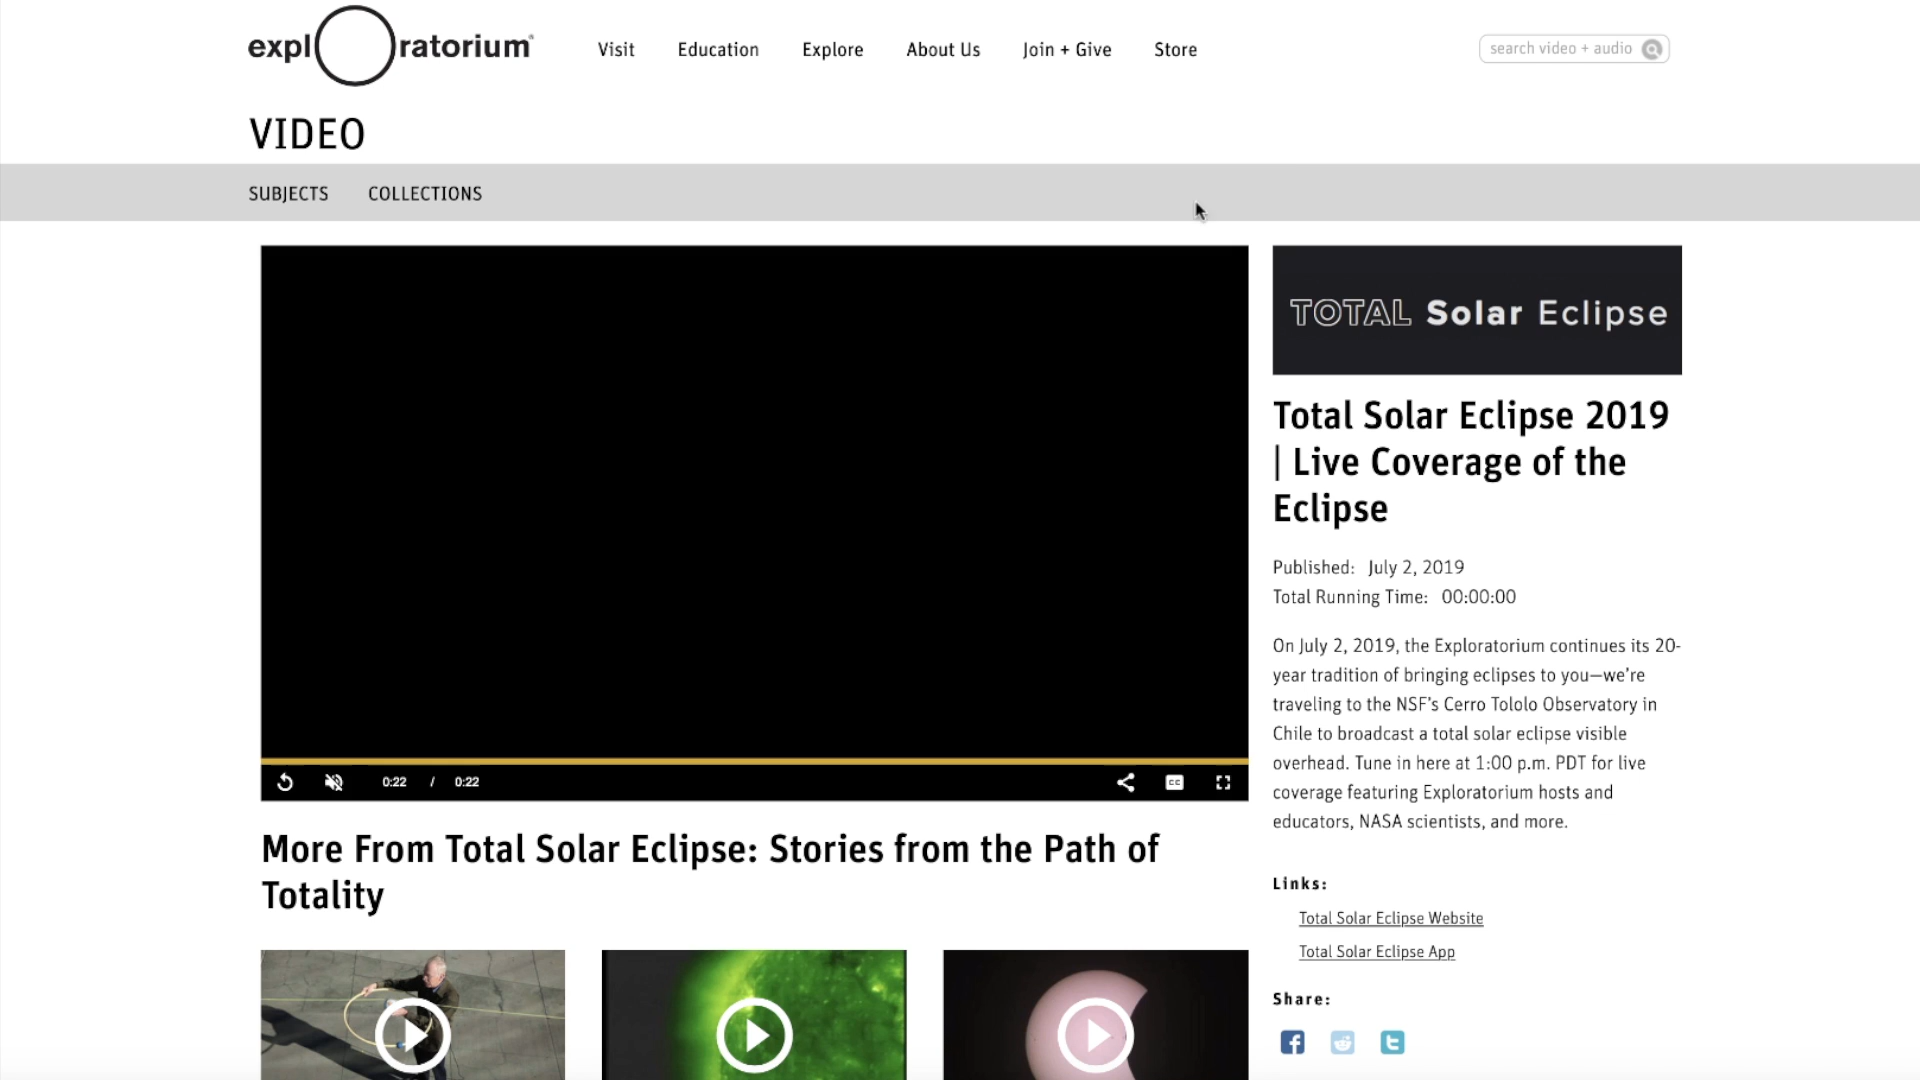 expl ratorium
Visit Education Explore About Us Join + Give Store
search video + audio
VIDEO
SUBJECTS COLLECTIONS
0:22 / 0:22
CC
More From Total Solar Eclipse: Stories from the Path of
Totality
TOTAL Solar Eclipse
Total Solar Eclipse 2019
| Live Coverage of the
Eclipse
Published: July 2, 2019
Total Running Time: 00:00:00
On July 2, 2019, the Exploratorium continues its 20-
year tradition of bringing eclipses to you—we’re
traveling to the NSF’s Cerro Tololo Observatory in
Chile to broadcast a total solar eclipse visible
overhead. Tune in here at 1:00 p.m. PDT for live
coverage featuring Exploratorium hosts and
educators, NASA scientists, and more.
Links:
Total Solar Eclipse Website
Total Solar Eclipse App
Share: